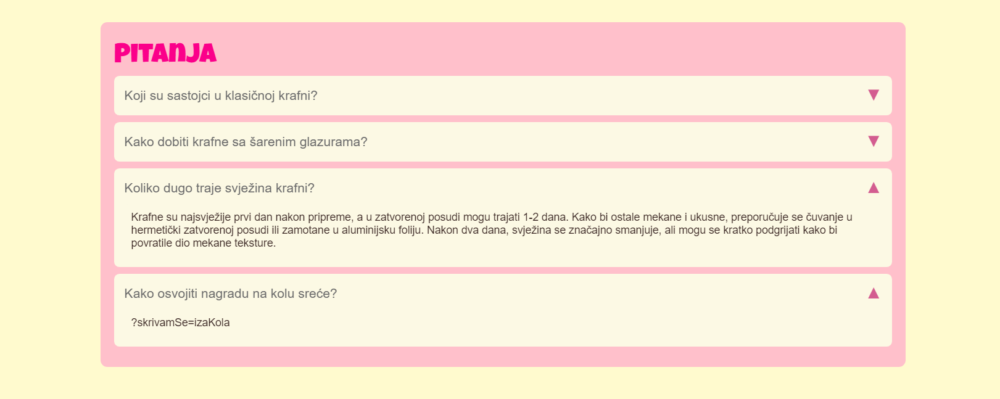 PITANJA
Koji su sastojci u klasičnoj krafni?
Kako dobiti krafne sa šarenim glazurama?
Koliko dugo traje svježina krafni?
Krafne su najsvježije prvi dan nakon pripreme, a u zatvorenoj posudi mogu trajati 1-2 dana. Kako bi ostale mekane i ukusne, preporučuje se čuvanje u
hermetički zatvorenoj posudi ili zamotane u aluminijsku foliju. Nakon dva dana, svježina se značajno smanjuje, ali mogu se kratko podgrijati kako bi
povratile dio mekane teksture.
Kako osvojiti nagradu na kolu sreće?
?skrivamSe=izaKola